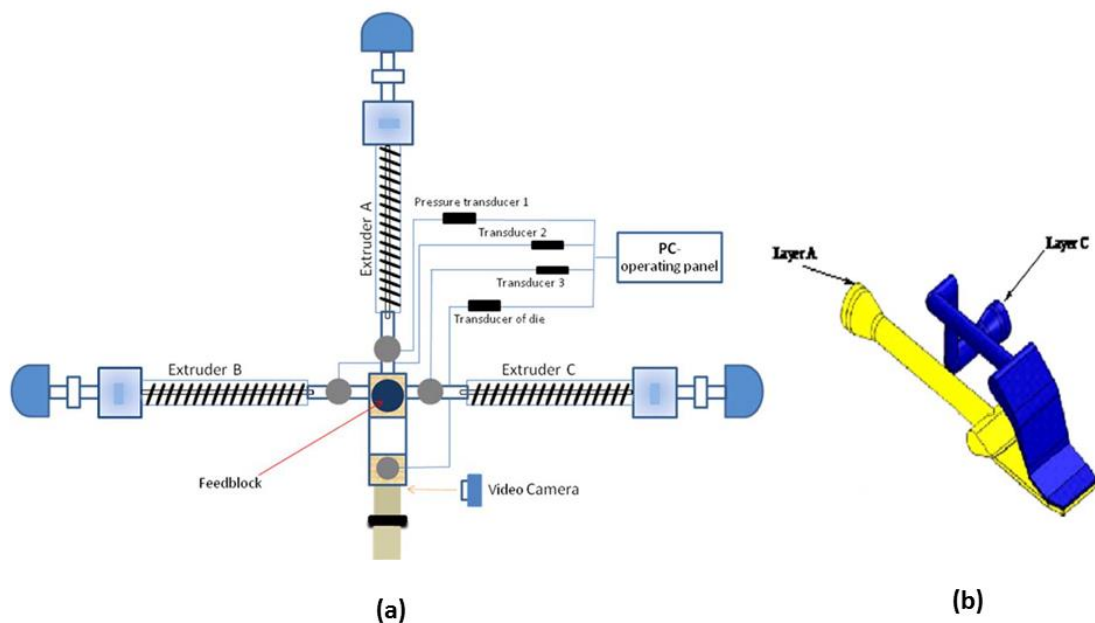 Extruder A
Pressure transducer 1
Transducer 2
Transducer 3
Transducer of die
PC-
operating panel
Extruder B
Extruder C
Feedblock
Video Camera
(a)
Layer A
Layer C
(b)